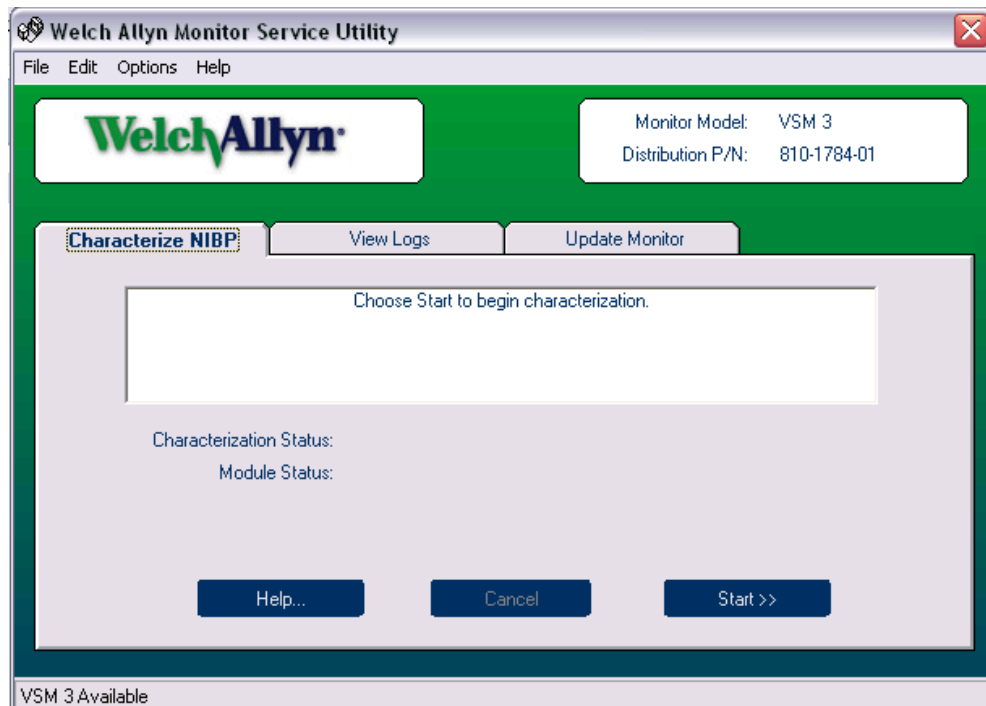 Welch Allyn Monitor Service Utility
File Edit Options Help
WelchAllyn
Monitor Model: VSM 3
Distribution P/N: 810-1784-01
Characterize NIBP View Logs Update Monitor
Choose Start to begin characterization.
Characterization Status:
Module Status:
Help... Cancel Start >>
VSM 3 Available